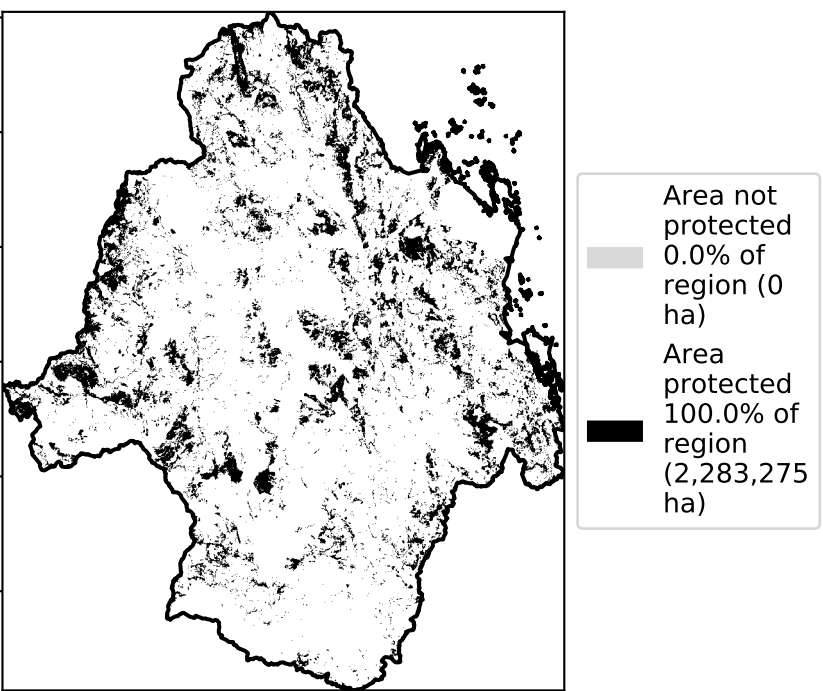 Area not
protected
0.0% of
region (0
ha)
Area
protected
100.0% of
region
(2,283,275
ha)